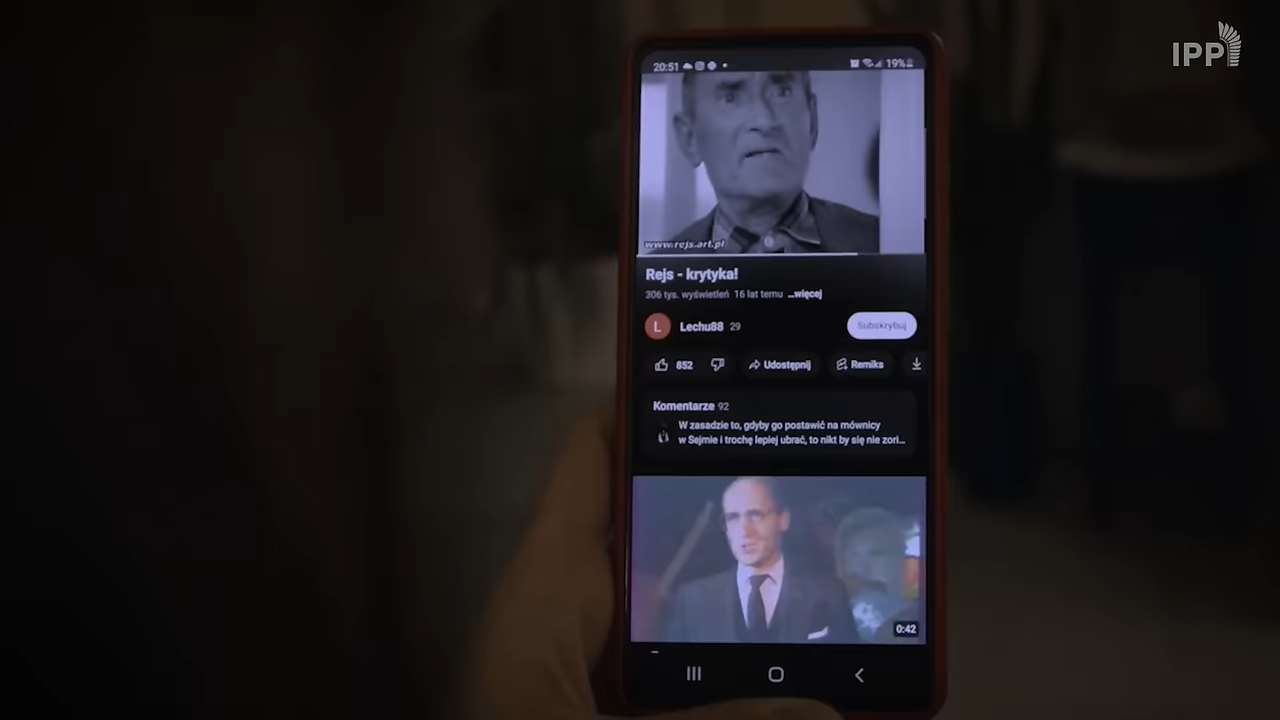 IPP
20:51
19%
www.rejs.art.pl
Rejs - krytyka!
306 tys. wyświetleń 16 lat temu ...więcej
L Lechu88 29 Subskrybuj
852 Udostępnij Remiks
Komentarze 92
W zasadzie to, gdyby go postawić na mównicy
w Sejmie i trochę lepiej ubrać, to nikt by się nie zori...
0:42